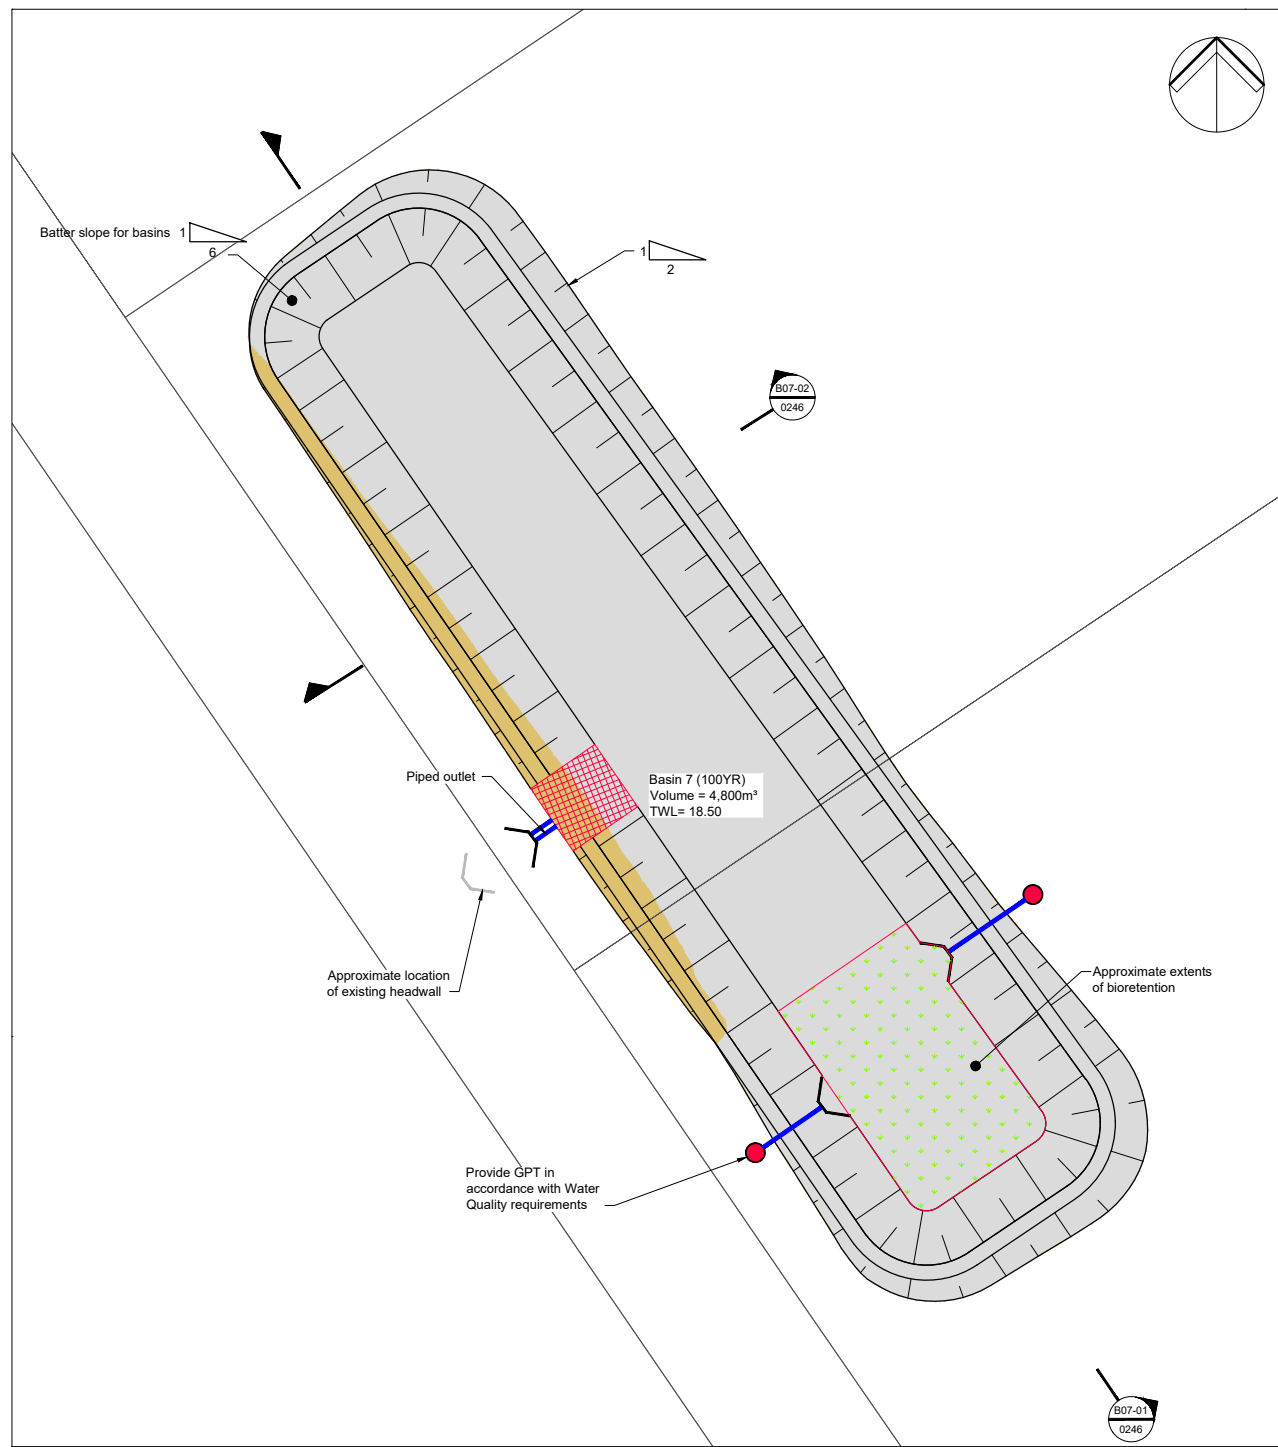 Batter slope for basins
1
6
1
2
B07-02
0246
Piped outlet
Basin 7 (100YR)
Volume = 4,800m³
TWL= 18.50
Approximate location
of existing headwall
Approximate extents
of bioretention
Provide GPT in
accordance with Water
Quality requirements
B07-01
0246